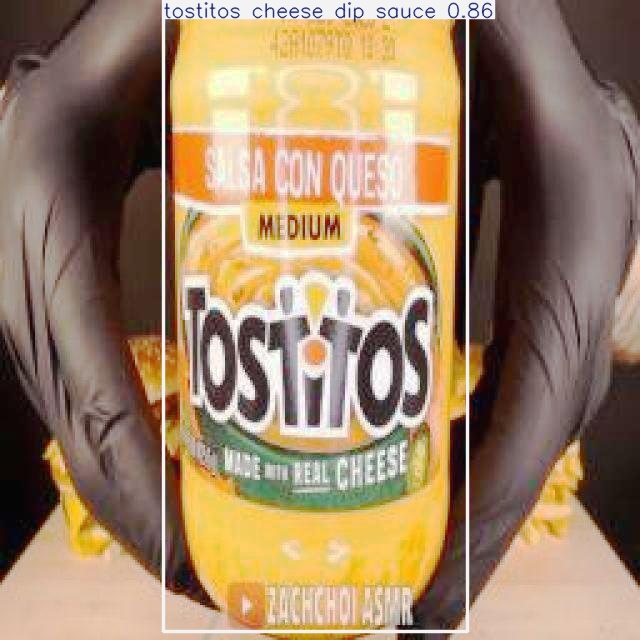 tostitos cheese dip sauce 0.86
SALSA CON QUESO
MEDIUM
TOSTITOS
MADE WITH REAL CHEESE
ZACHCHOI ASMR